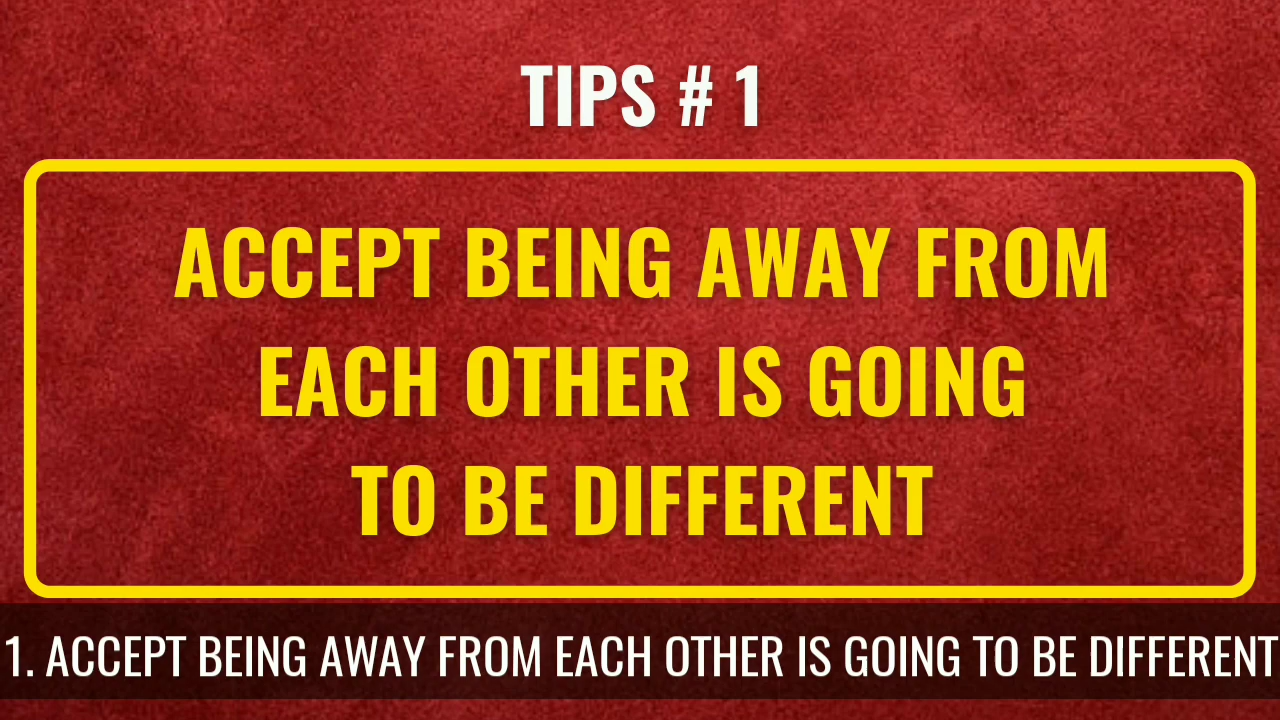 TIPS # 1
ACCEPT BEING AWAY FROM
EACH OTHER IS GOING
TO BE DIFFERENT
1. ACCEPT BEING AWAY FROM EACH OTHER IS GOING TO BE DIFFERENT